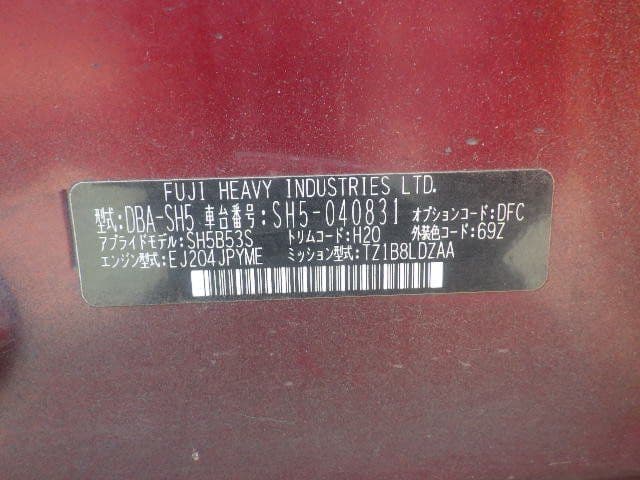 FUJI HEAVY INDUSTRIES LTD.
型式:DBA-SH5 車台番号:SH5-040831 オプションコード:DFC
アプライドモデル:SH5B53S トリムコード:H20 外装色コード:69Z
エンジン型式:EJ204JPYME ミッション型式:TZ1B8LDZAA